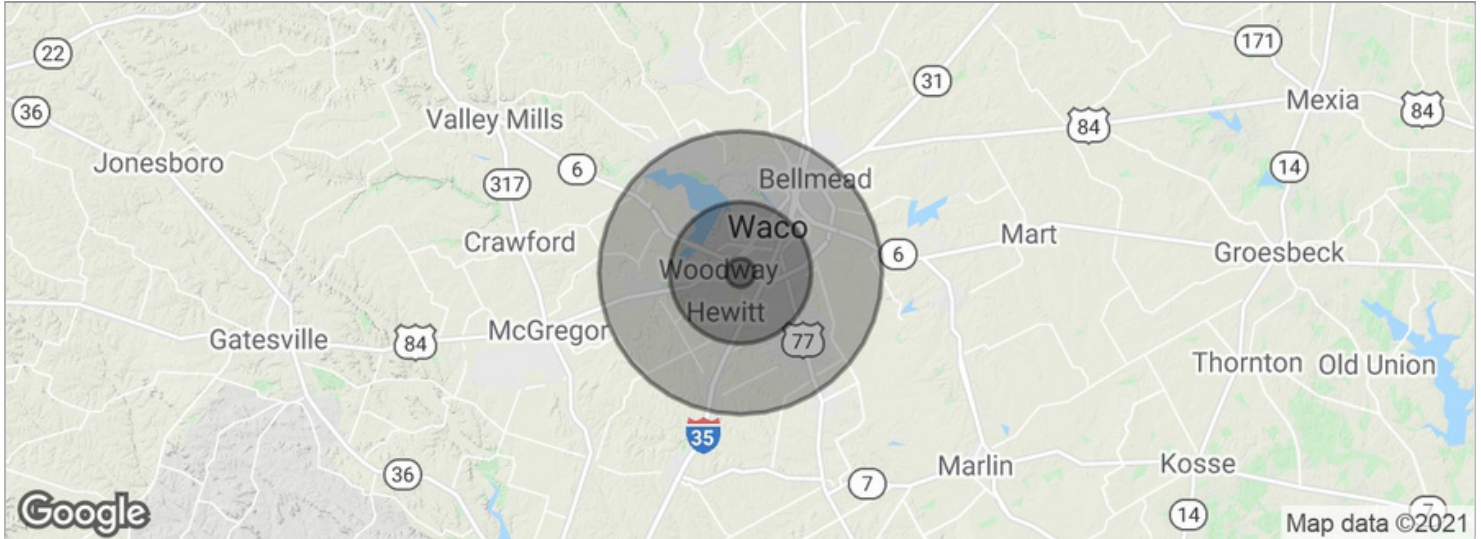 22
171
31
36
Valley Mills
84
Mexia
84
Jonesboro
6
317
Bellmead
14
Waco
Crawford
Mart
6
Groesbeck
Woodway
Hewitt
McGregor
Gatesville
84
77
Thornton
Old Union
35
36
Marlin
Kosse
7
14
7
Google
Map data ©2021